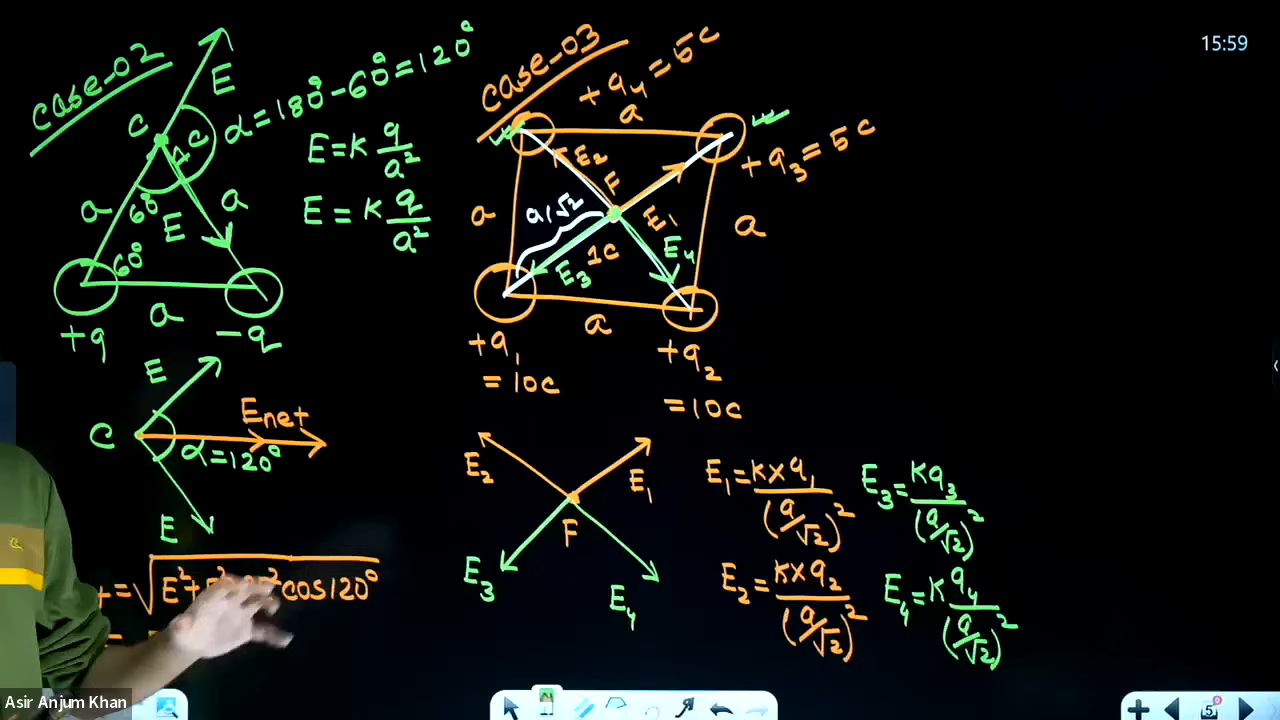 15:59
case-02
E
α=180°-60°=120°
C
1C
E=K q/a²
E=K q/a²
a
60°
E
a
60°
a
+q
-q
E
C
Enet
α=120°
E
cos120°
case-03
+q4=5C
a
+q3=5C
E2
F
a
a/√2
E1
a
1C
E4
E3
a
+q1
=10C
+q2
=10C
E2
E1
F
E3
E4
E1=K×q1/(a/√2)²
E3=Kq3/(a/√2)²
E2=K×q2/(a/√2)²
E4=K q4/(a/√2)²
Asir Anjum Khan
5